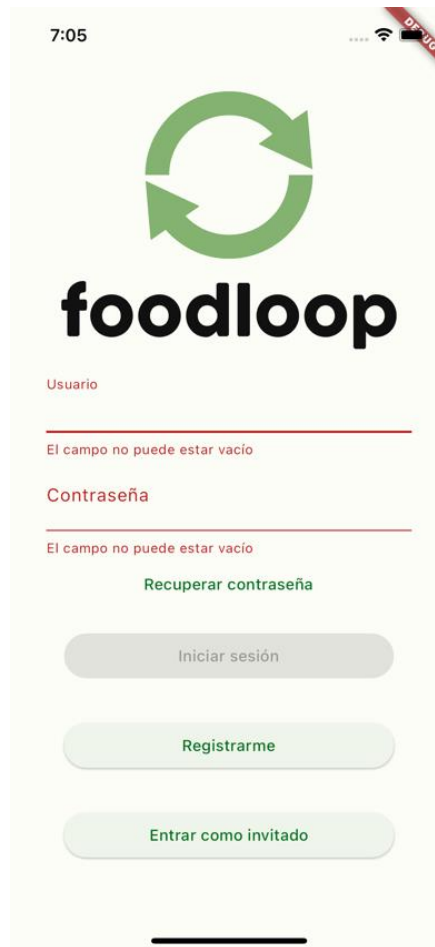 7:05
DEBUG
foodloop
Usuario
El campo no puede estar vacío
Contraseña
El campo no puede estar vacío
Recuperar contraseña
Iniciar sesión
Registrarme
Entrar como invitado